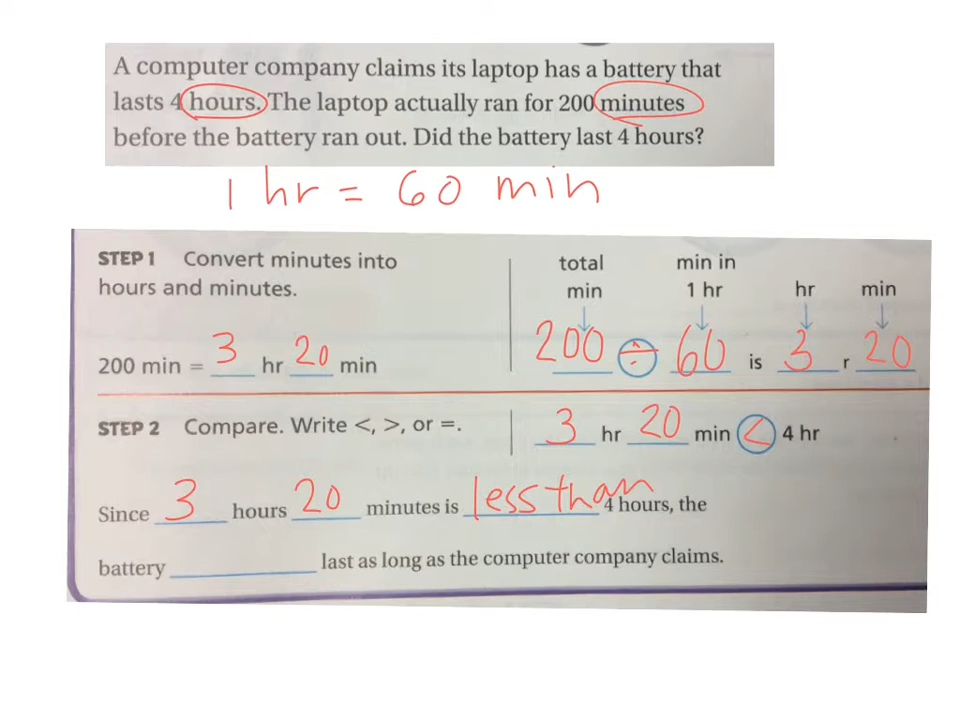 A computer company claims its laptop has a battery that
lasts 4 hours. The laptop actually ran for 200 minutes
before the battery ran out. Did the battery last 4 hours?
1 hr = 60 min
STEP 1 Convert minutes into
hours and minutes.
200 min = 3 hr 20 min
total min in
min 1 hr hr min
200 ÷ 60 is 3 r 20
STEP 2 Compare. Write <, >, or =.
3 hr 20 min < 4 hr
Since 3 hours 20 minutes is less than 4 hours, the
battery ____________ last as long as the computer company claims.